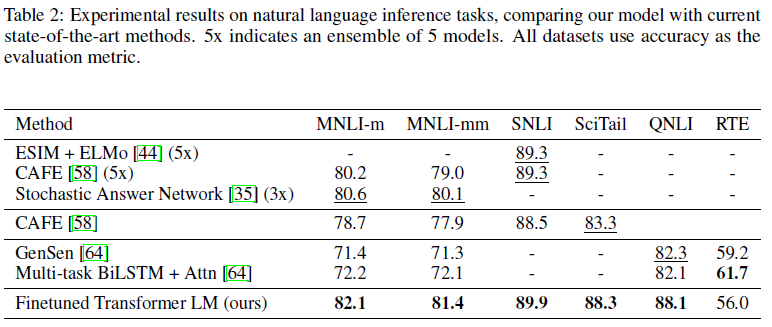 Table 2: Experimental results on natural language inference tasks, comparing our model with current
state-of-the-art methods. 5x indicates an ensemble of 5 models. All datasets use accuracy as the
evaluation metric.
Method MNLI-m MNLI-mm SNLI SciTail QNLI RTE
ESIM + ELMo [44] (5x) - - 89.3 - - -
CAFE [58] (5x) 80.2 79.0 89.3 - - -
Stochastic Answer Network [35] (3x) 80.6 80.1 - - - -
CAFE [58] 78.7 77.9 88.5 83.3
GenSen [64] 71.4 71.3 - - 82.3 59.2
Multi-task BiLSTM + Attn [64] 72.2 72.1 - - 82.1 61.7
Finetuned Transformer LM (ours) 82.1 81.4 89.9 88.3 88.1 56.0